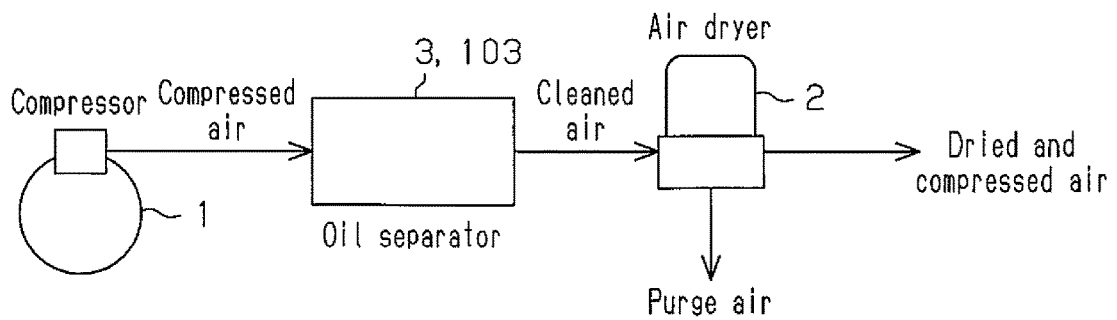 Air dryer
3, 103
Compressor
Compressed
air
Cleaned
air
2
Dried and
compressed air
1
Oil separator
Purge air